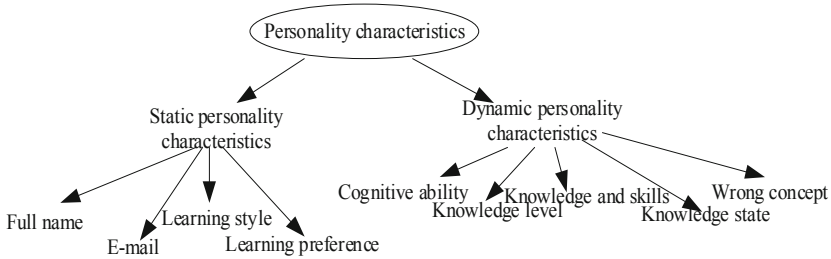 Personality characteristics
Static personality
characteristics
Dynamic personality
characteristics
Full name
E-mail
Learning style
Learning preference
Cognitive ability
Knowledge level
Knowledge and skills
Knowledge state
Wrong concept